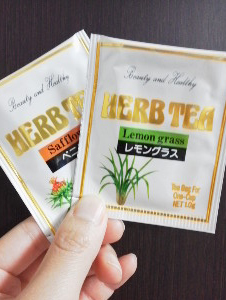 Beauty and Healthy
HERB TEA
Safflo
ベニ
Beauty and Healthy
HERB TEA
Lemon grass
レモングラス
Tea Bag For
One-Cup
NET 1.0g